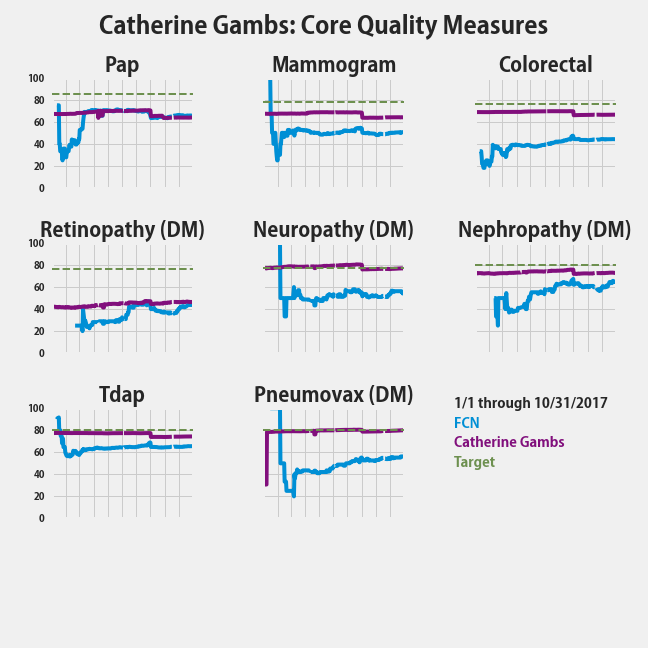 Catherine Gambs: Core Quality Measures
Pap
Mammogram
Colorectal
100
80
60
40
20
0
Retinopathy (DM)
Neuropathy (DM)
Nephropathy (DM)
100
80
60
40
20
0
Tdap
Pneumovax (DM)
1/1 through 10/31/2017
FCN
Catherine Gambs
Target
100
80
60
40
20
0